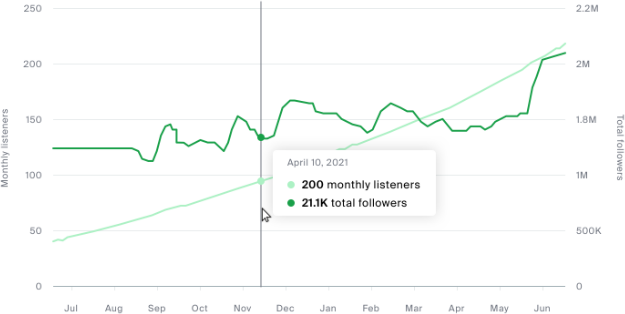 250
200
150
100
50
0
Monthly listeners
2.2M
2M
1.8M
1M
500K
0
Total followers
April 10, 2021
200 monthly listeners
21.1K total followers
Jul Aug Sep Oct Nov Dec Jan Feb Mar Apr May Jun